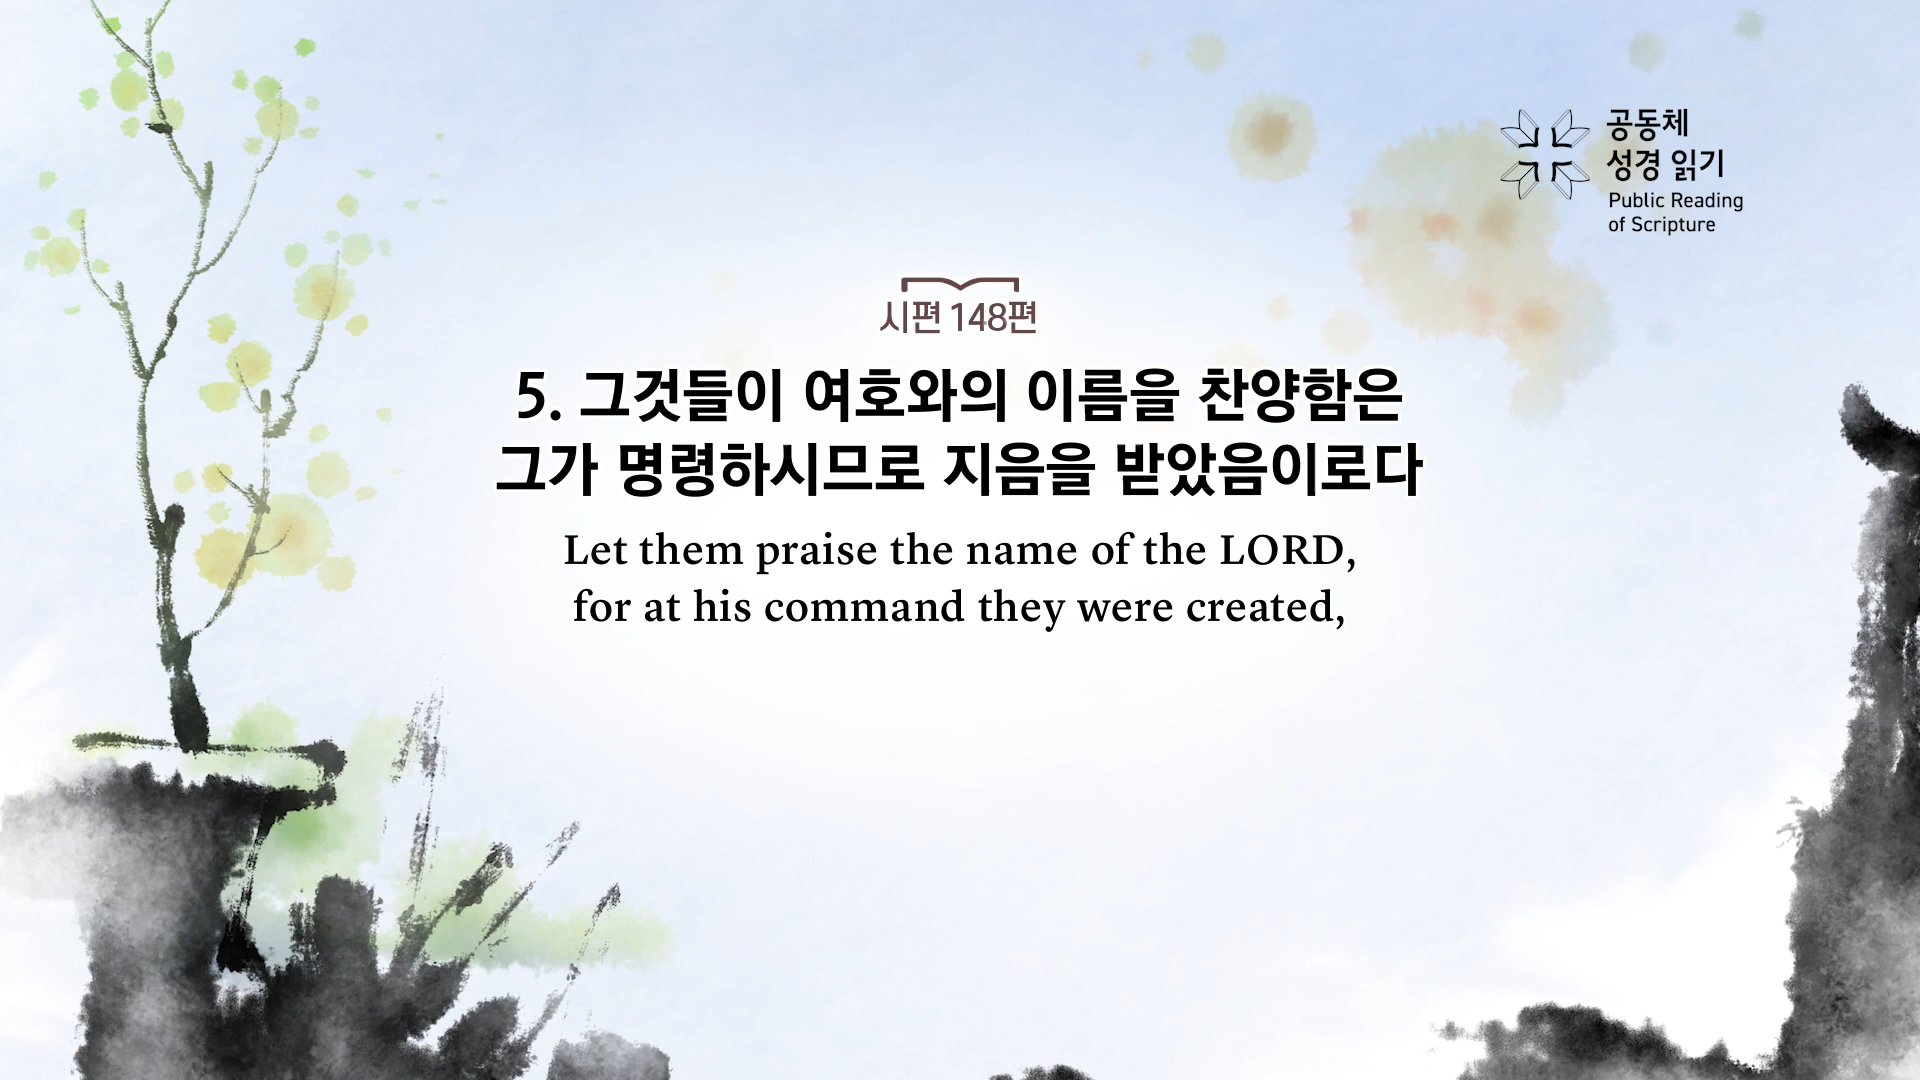 공동체
성경 읽기
Public Reading
of Scripture
시편 148편
5. 그것들이 여호와의 이름을 찬양함은
그가 명령하시므로 지음을 받았음이로다
Let them praise the name of the LORD,
for at his command they were created,